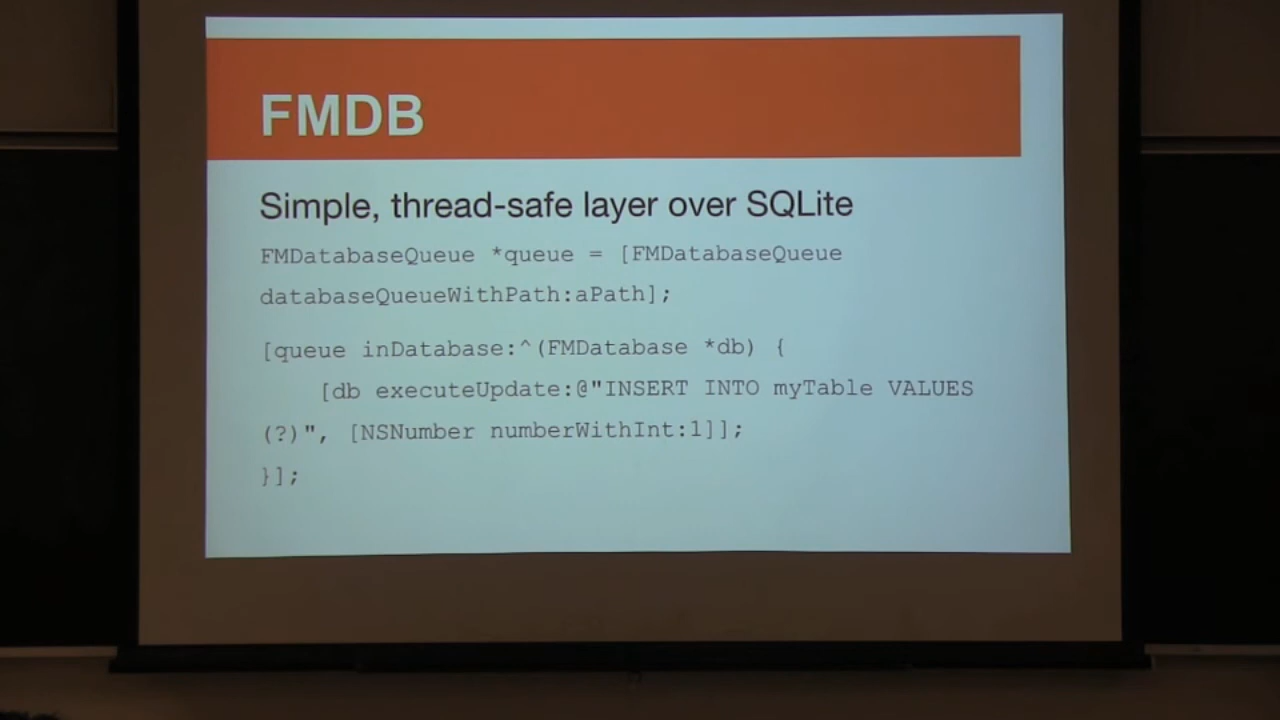 FMDB
Simple, thread-safe layer over SQLite
FMDatabaseQueue *queue = [FMDatabaseQueue
databaseQueueWithPath:aPath];
[queue inDatabase:^(FMDatabase *db) {
[db executeUpdate:@"INSERT INTO myTable VALUES
(?)", [NSNumber numberWithInt:1]];
}];